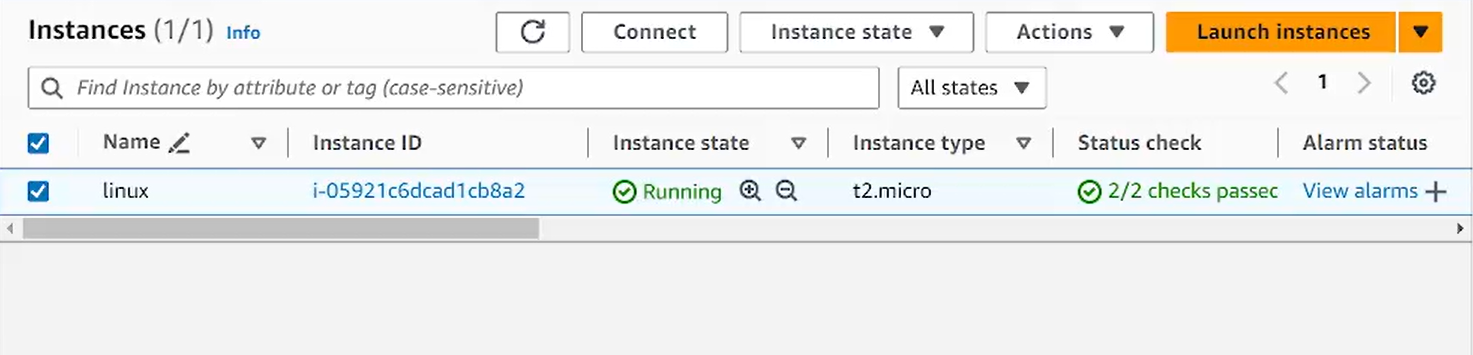 Instances (1/1) Info Connect Instance state Actions Launch instances
Find Instance by attribute or tag (case-sensitive) All states 1
Name Instance ID Instance state Instance type Status check Alarm status
linux i-05921c6dcad1cb8a2 Running t2.micro 2/2 checks passec View alarms